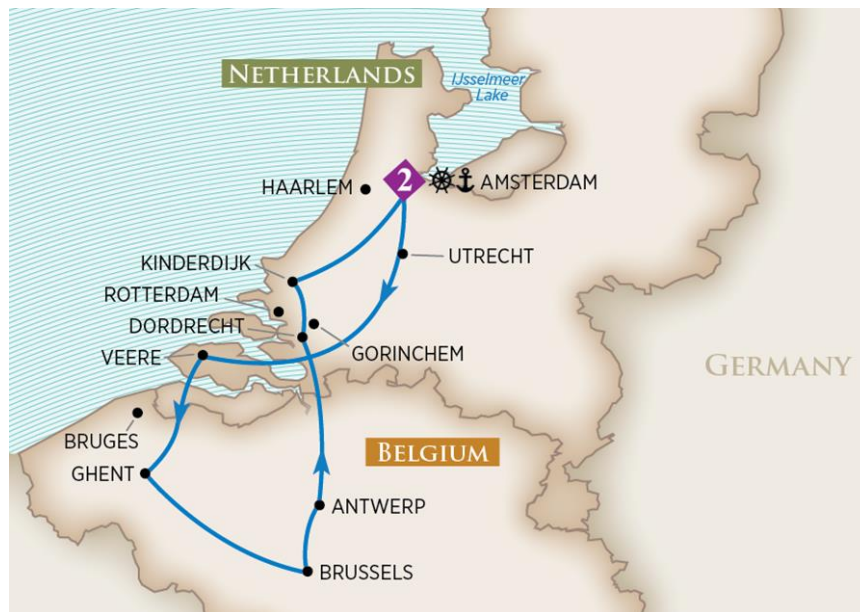 NETHERLANDS
IJsselmeer
Lake
HAARLEM
2
AMSTERDAM
UTRECHT
KINDERDIJK
ROTTERDAM
DORDRECHT
GORINCHEM
VEERE
GERMANY
BRUGES
BELGIUM
GHENT
ANTWERP
BRUSSELS